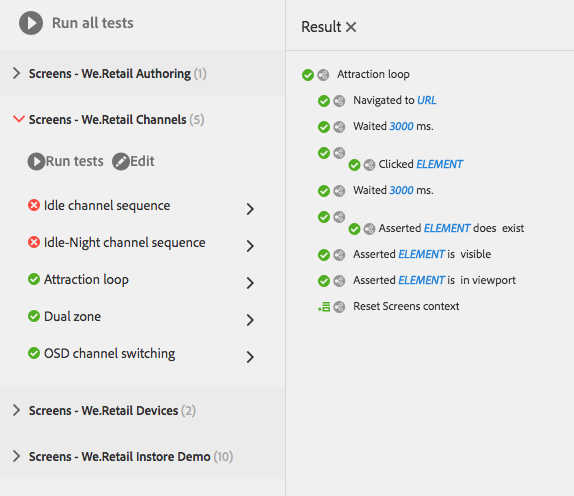 Run all tests
Screens - We.Retail Authoring (1)
Screens - We.Retail Channels (5)
Run tests Edit
Idle channel sequence
Idle-Night channel sequence
Attraction loop
Dual zone
OSD channel switching
Screens - We.Retail Devices (2)
Screens - We.Retail Instore Demo (10)
Result
Attraction loop
Navigated to URL
Waited 3000 ms.
Clicked ELEMENT
Waited 3000 ms.
Asserted ELEMENT does exist
Asserted ELEMENT is visible
Asserted ELEMENT is in viewport
Reset Screens context